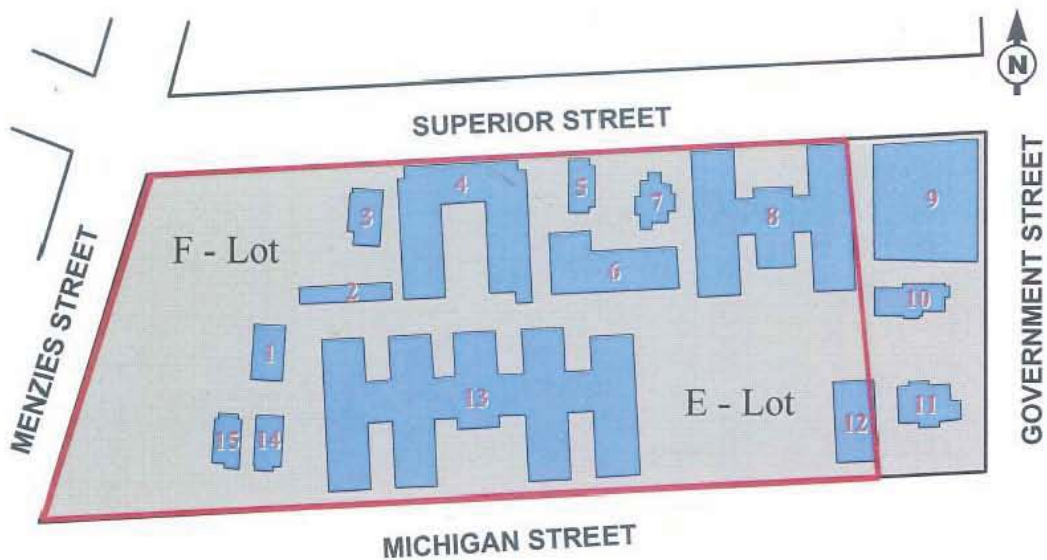 N
SUPERIOR STREET
GOVERNMENT STREET
MENZIES STREET
F - Lot
E - Lot
1
2
3
4
5
6
7
8
9
10
11
12
13
14
15
MICHIGAN STREET